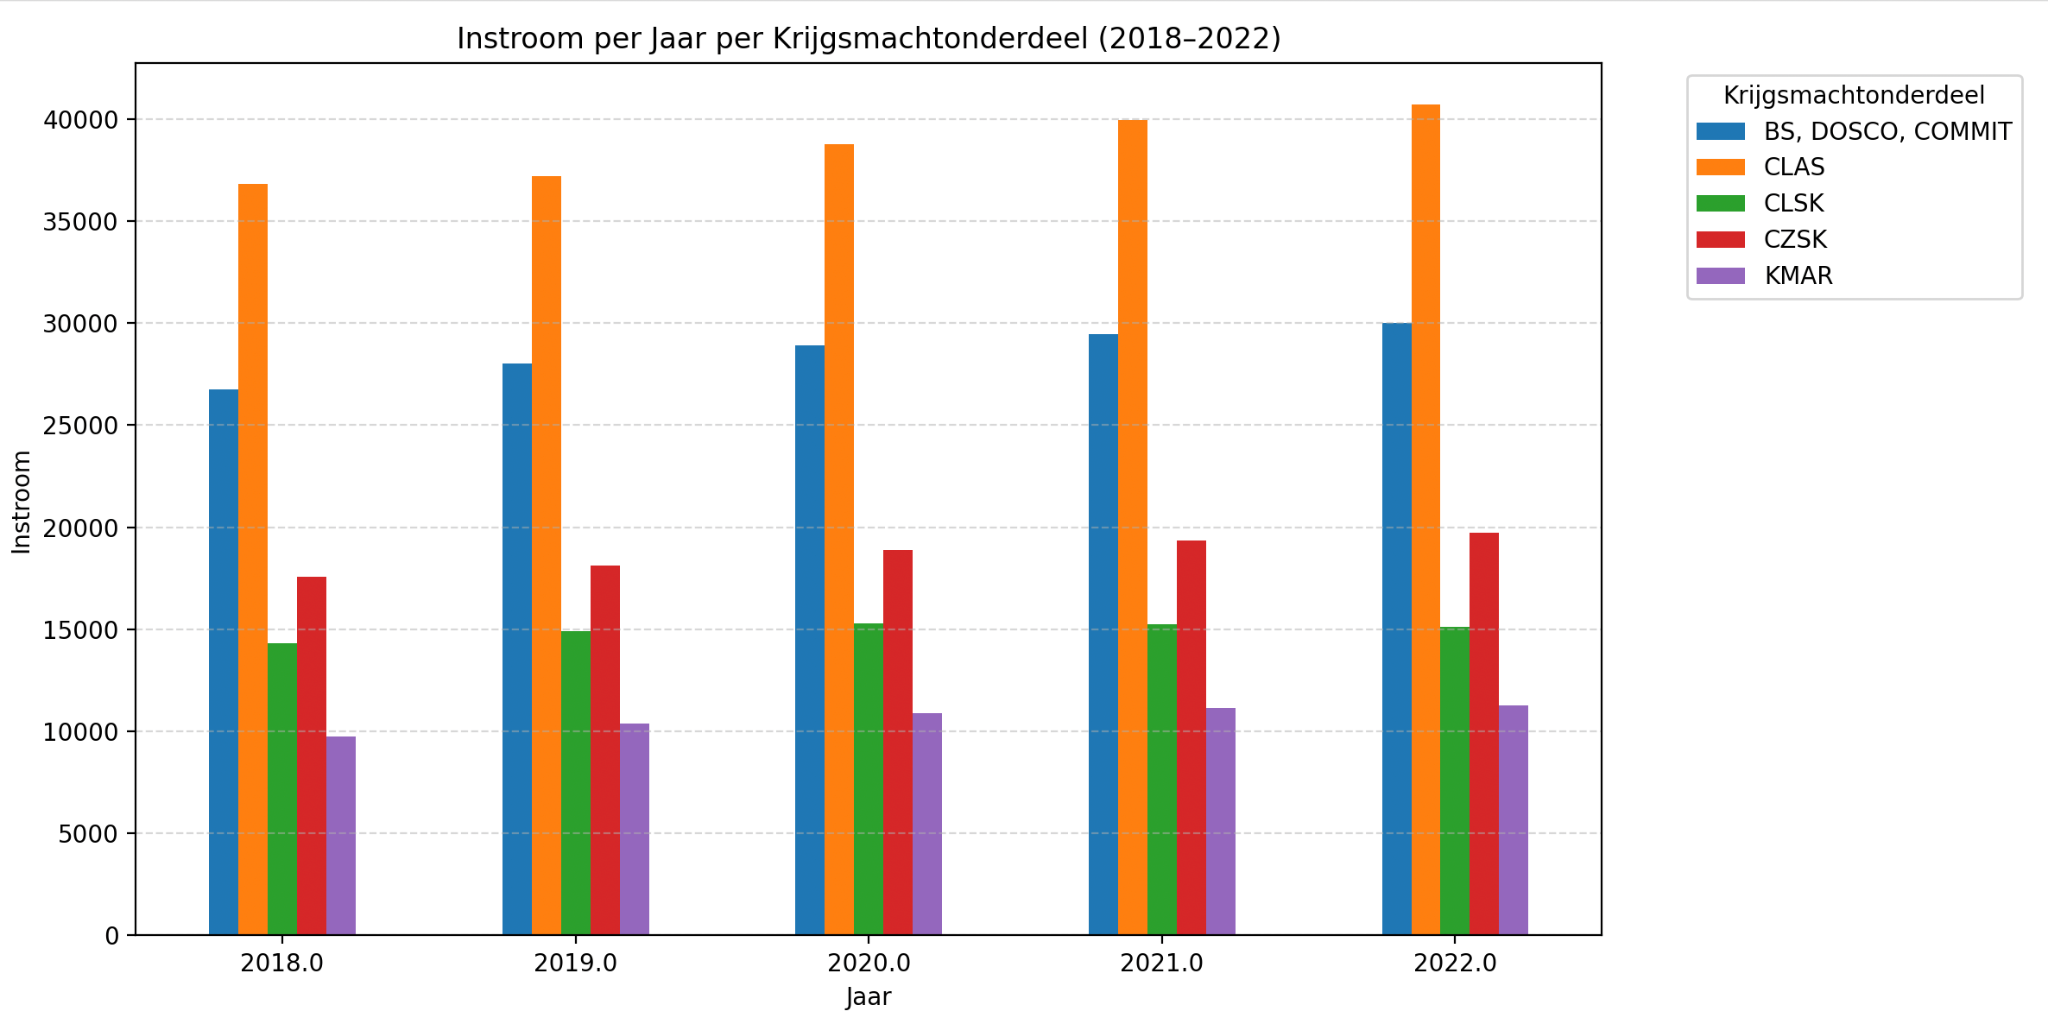 Instroom per Jaar per Krijgsmachtonderdeel (2018–2022)
Krijgsmachtonderdeel
BS, DOSCO, COMMIT
CLAS
CLSK
CZSK
KMAR
Instroom
40000
35000
30000
25000
20000
15000
10000
5000
0
2018.0 2019.0 2020.0 2021.0 2022.0
Jaar